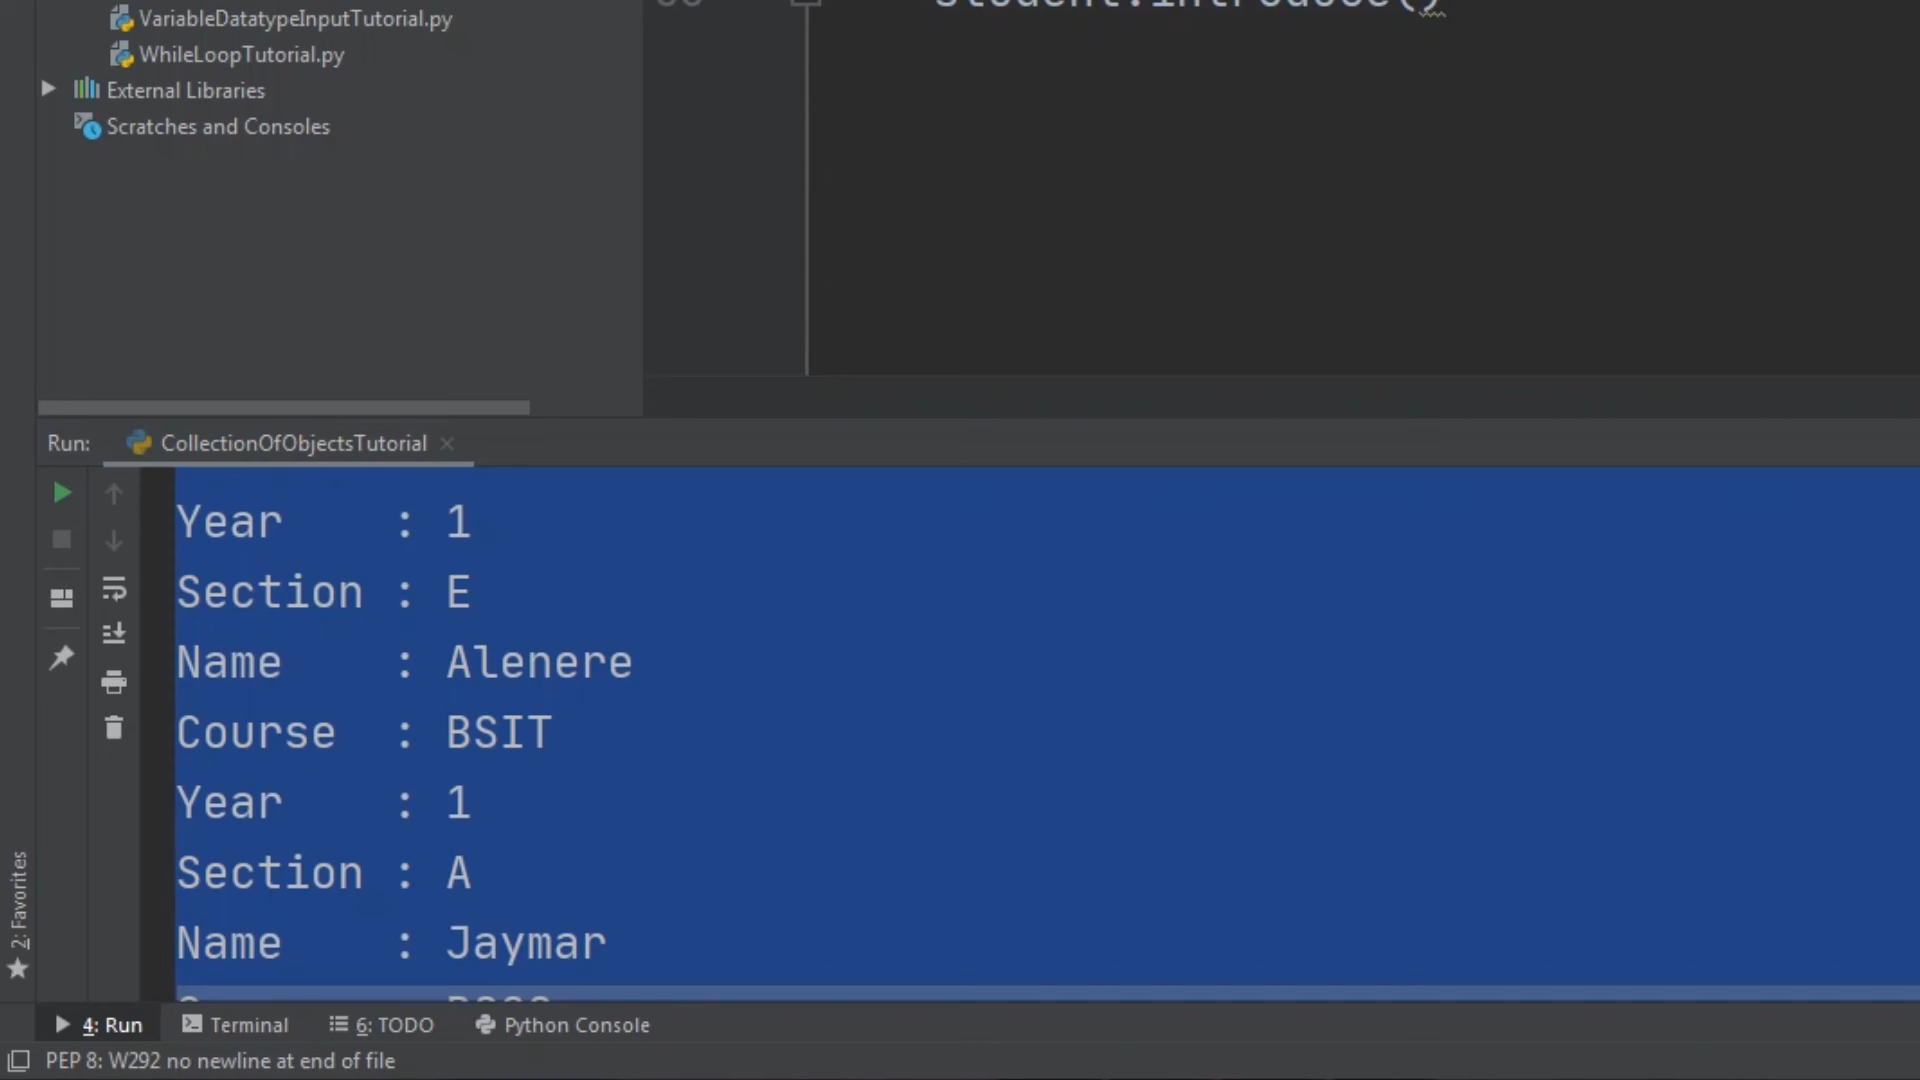 VariableDatatypeInputTutorial.py
WhileLoopTutorial.py
External Libraries
Scratches and Consoles
student.introduce()
Run: CollectionOfObjectsTutorial
Year : 1
Section : E
Name : Alenere
Course : BSIT
Year : 1
Section : A
Name : Jaymar
2: Favorites
4: Run Terminal 6: TODO Python Console
PEP 8: W292 no newline at end of file